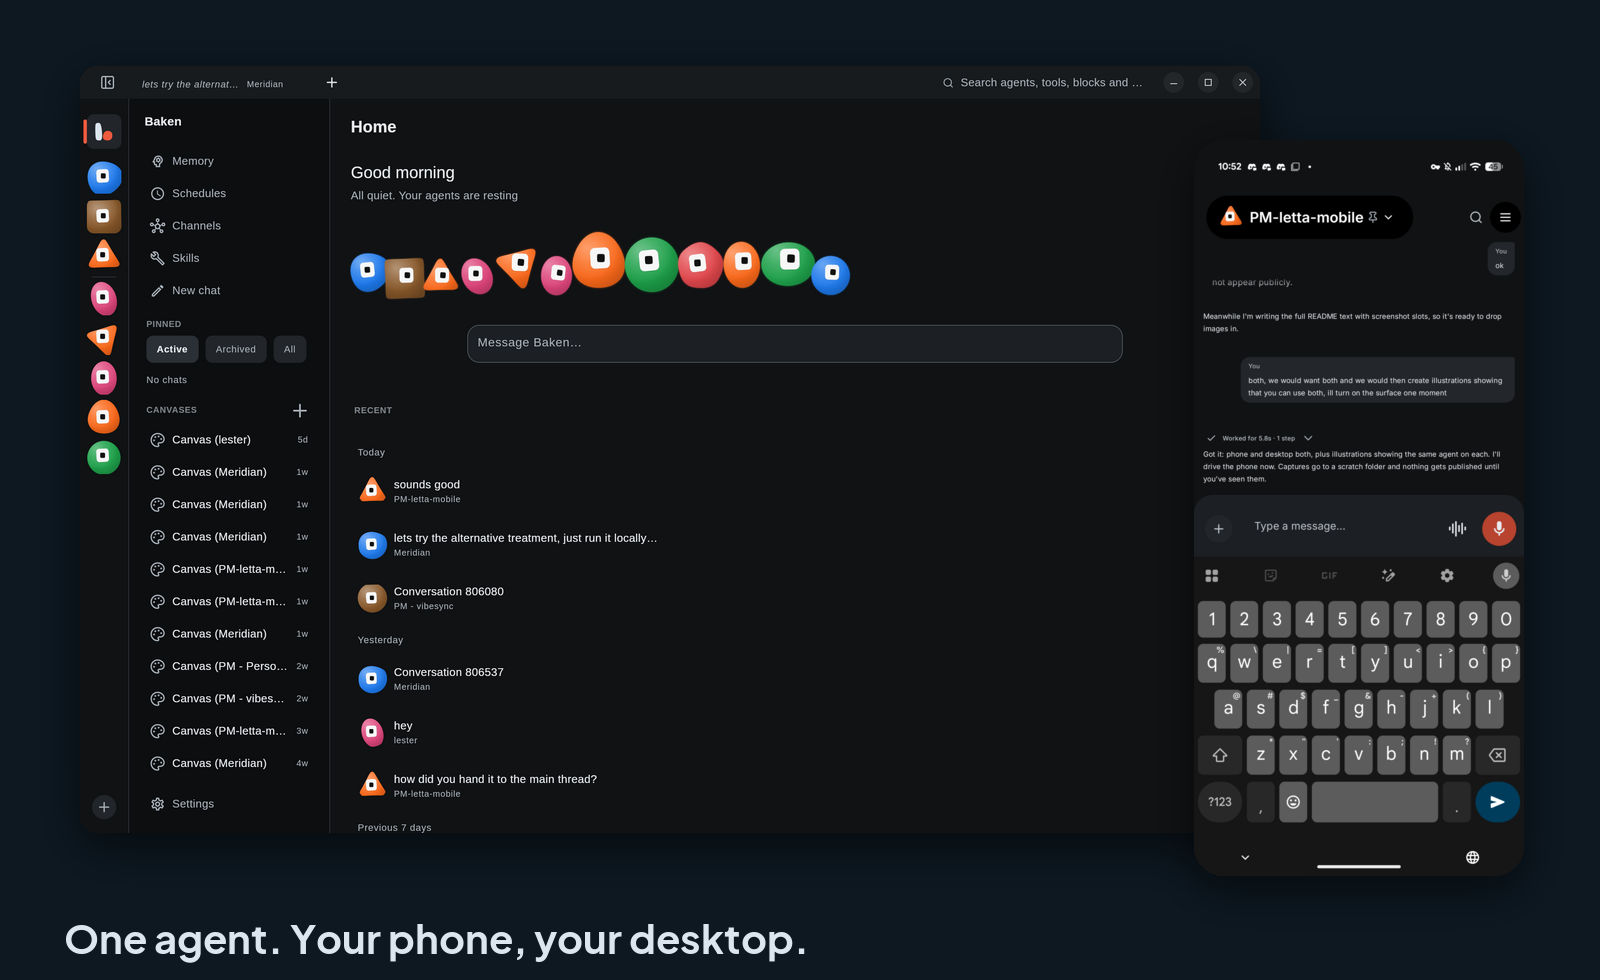 lets try the alternat... Meridian
Search agents, tools, blocks and ...
Baken
Memory
Schedules
Channels
Skills
New chat
PINNED
Active Archived All
No chats
CANVASES
Canvas (lester) 5d
Canvas (Meridian) 1w
Canvas (Meridian) 1w
Canvas (Meridian) 1w
Canvas (PM-letta-m... 1w
Canvas (PM-letta-m... 1w
Canvas (Meridian) 1w
Canvas (PM - Perso... 2w
Canvas (PM - vibes... 2w
Canvas (PM-letta-m... 3w
Canvas (Meridian) 4w
Settings
Home
Good morning
All quiet. Your agents are resting
Message Baken...
RECENT
Today
sounds good
PM-letta-mobile
lets try the alternative treatment, just run it locally...
Meridian
Conversation 806080
PM - vibesync
Yesterday
Conversation 806537
Meridian
hey
lester
how did you hand it to the main thread?
PM-letta-mobile
Previous 7 days
10:52
PM-letta-mobile
You
ok
not appear publicly.
Meanwhile I'm writing the full README text with screenshot slots, so it's ready to drop
images in.
You
both, we would want both and we would then create illustrations showing
that you can use both, ill turn on the surface one moment
Worked for 5.8s · 1 step
Got it: phone and desktop both, plus illustrations showing the same agent on each. I'll
drive the phone now. Captures go to a scratch folder and nothing gets published until
you've seen them.
Type a message...
GIF
1 2 3 4 5 6 7 8 9 0
q w e r t y u i o p
a s d f g h j k l
z x c v b n m
?123 , .
One agent. Your phone, your desktop.